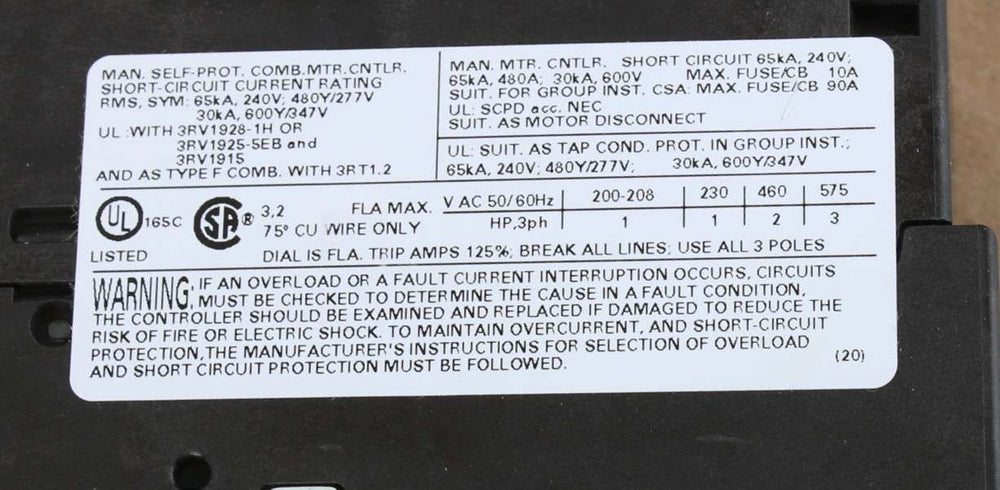 MAN. SELF-PROT. COMB.MTR.CNTLR.
SHORT-CIRCUIT CURRENT RATING
RMS, SYM: 65kA, 240V; 480Y/277V
30kA, 600Y/347V
UL :WITH 3RV1928-1H OR
3RV1925-5EB and
3RV1915
AND AS TYPE F COMB. WITH 3RT1.2
MAN. MTR. CNTLR. SHORT CIRCUIT 65kA, 240V;
65kA, 480A; 30kA, 600V MAX. FUSE/CB 10A
SUIT. FOR GROUP INST. CSA: MAX. FUSE/CB 90A
UL: SCPD acc. NEC
SUIT. AS MOTOR DISCONNECT
UL: SUIT. AS TAP COND. PROT. IN GROUP INST.;
65kA, 240V; 480Y/277V; 30kA, 600Y/347V
UL 165C SA ® 3,2 FLA MAX. V AC 50/60Hz 200-208 230 460 575
75° CU WIRE ONLY HP,3ph 1 1 2 3
LISTED DIAL IS FLA. TRIP AMPS 125%; BREAK ALL LINES; USE ALL 3 POLES
WARNING: IF AN OVERLOAD OR A FAULT CURRENT INTERRUPTION OCCURS, CIRCUITS
MUST BE CHECKED TO DETERMINE THE CAUSE IN A FAULT CONDITION,
THE CONTROLLER SHOULD BE EXAMINED AND REPLACED IF DAMAGED TO REDUCE THE
RISK OF FIRE OR ELECTRIC SHOCK. TO MAINTAIN OVERCURRENT, AND SHORT-CIRCUIT
PROTECTION,THE MANUFACTURER'S INSTRUCTIONS FOR SELECTION OF OVERLOAD
AND SHORT CIRCUIT PROTECTION MUST BE FOLLOWED. (20)